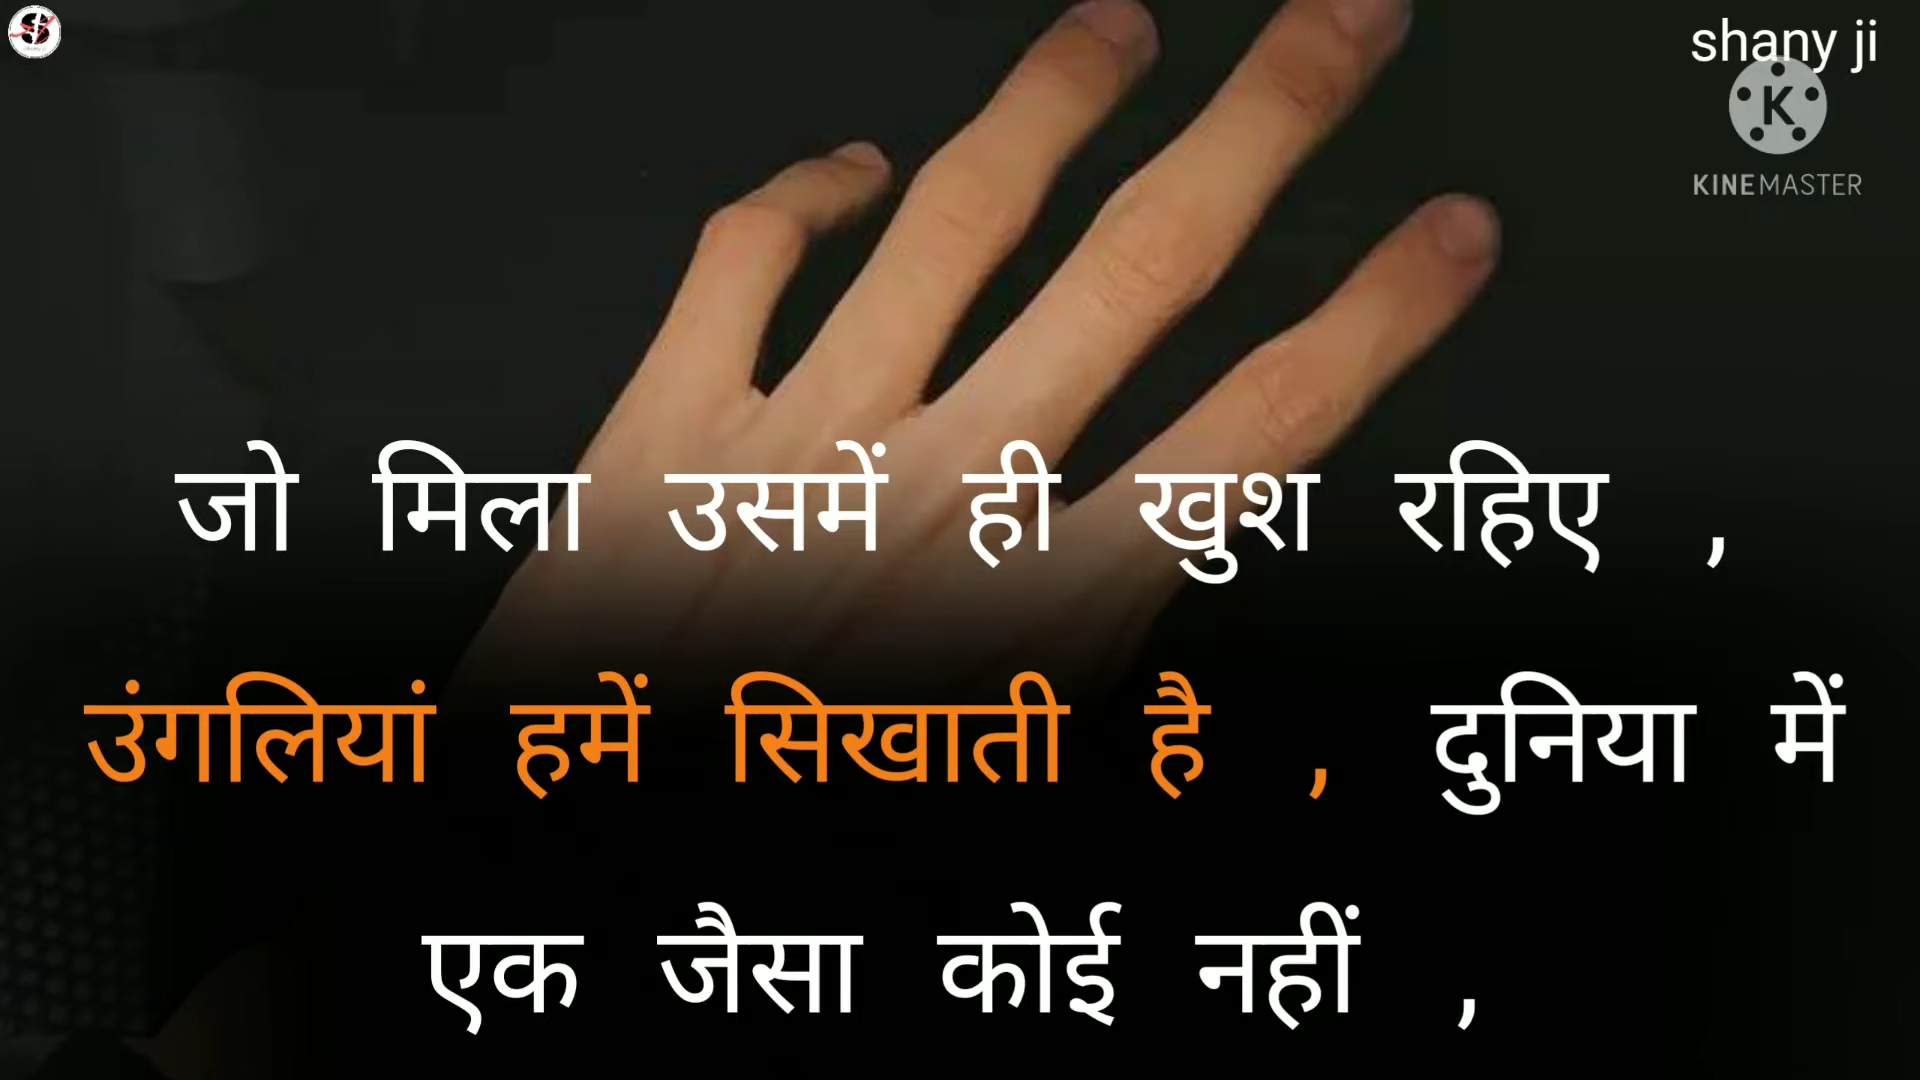 shany ji
K
KINEMASTER
जो मिला उसमें ही खुश रहिए ,
उंगलियां हमें सिखाती है , दुनिया में
एक जैसा कोई नहीं ,